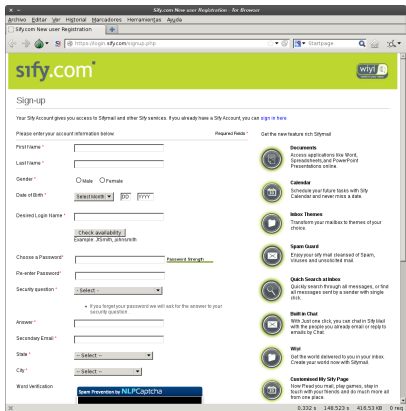 Sify.com New user Registration - Tor Browser
Archivo Editar Ver Historial Marcadores Herramientas Ayuda
Sify.com New user Registration
https://login.sify.com/signup.php
Startpage
sify.com
wiyi
Sign-up
Your Sify Account gives you access to Sifymail and other Sify services. If you already have a Sify Account, you can sign in here
Please enter your account information below.
Required Fields *
First Name *
Last Name *
Gender *
Male Female
Date of Birth *
Select Month DD YYYY
Desired Login Name *
Check availability
Example: JSmith, johnsmith
Choose a Password*
Password Strength
Re-enter Password*
Security question *
- Select -
If you forget your password we will ask for the answer to your
security question
Answer *
Secondary Email *
State *
-- Select --
City *
-- Select --
Word Verification
Spam Prevention by NLPCaptcha
Get the new feature rich Sifymail
Documents
Access applications like Word,
Spreadsheets,and PowerPoint
Presentations online.
Calendar
Schedule your future tasks with Sify
Calendar and never miss a date.
Inbox Themes
Transform your mailbox to themes of your
choice.
Spam Guard
Enjoy your sify mail cleansed of Spam,
Viruses and unsolicited mail.
Quick Search at Inbox
Quickly search through all messages, or find
all messages sent by a sender with single
click.
Built in Chat
With Just one click, you can chat in Sify Mail
with the people you already email or reply to
emails by Chat.
Wiyi
Get the world delivered to you in your inbox
Create your world now with Sifymail.
Customised My Sify Page
Now Read you mail, play games, stay in
touch with your friends and do much more all
from one place.
0.332 s 148.523 s 416.53 KB 0 req